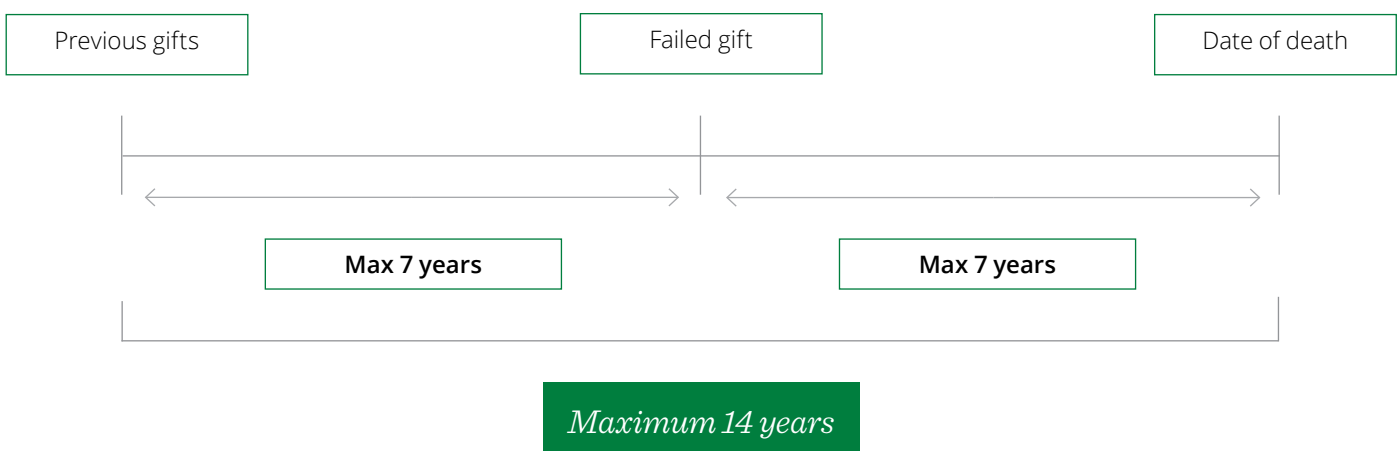 Previous gifts
Failed gift
Date of death
Max 7 years
Max 7 years
Maximum 14 years